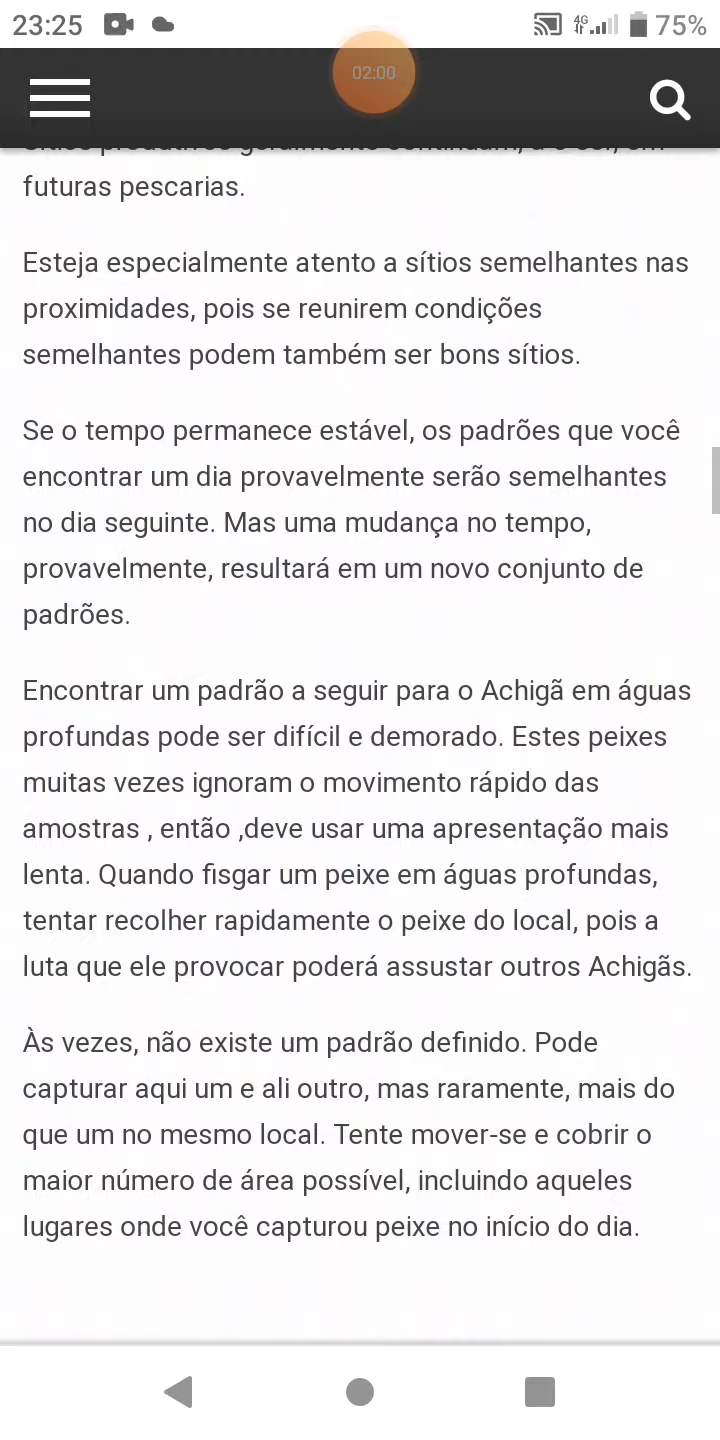 23:25
4G
75%
02:00
futuras pescarias.
Esteja especialmente atento a sítios semelhantes nas
proximidades, pois se reunirem condições
semelhantes podem também ser bons sítios.
Se o tempo permanece estável, os padrões que você
encontrar um dia provavelmente serão semelhantes
no dia seguinte. Mas uma mudança no tempo,
provavelmente, resultará em um novo conjunto de
padrões.
Encontrar um padrão a seguir para o Achigã em águas
profundas pode ser difícil e demorado. Estes peixes
muitas vezes ignoram o movimento rápido das
amostras , então ,deve usar uma apresentação mais
lenta. Quando fisgar um peixe em águas profundas,
tentar recolher rapidamente o peixe do local, pois a
luta que ele provocar poderá assustar outros Achigãs.
Às vezes, não existe um padrão definido. Pode
capturar aqui um e ali outro, mas raramente, mais do
que um no mesmo local. Tente mover-se e cobrir o
maior número de área possível, incluindo aqueles
lugares onde você capturou peixe no início do dia.